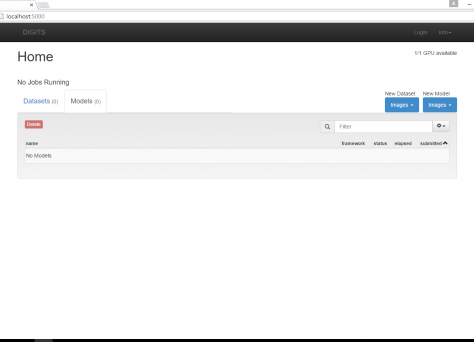 localhost:5000
DIGITS Login Info
Home
1/1 GPU available
No Jobs Running
New Dataset New Model
Datasets (0) Models (0) Images Images
Delete Filter
name framework status elapsed submitted
No Models